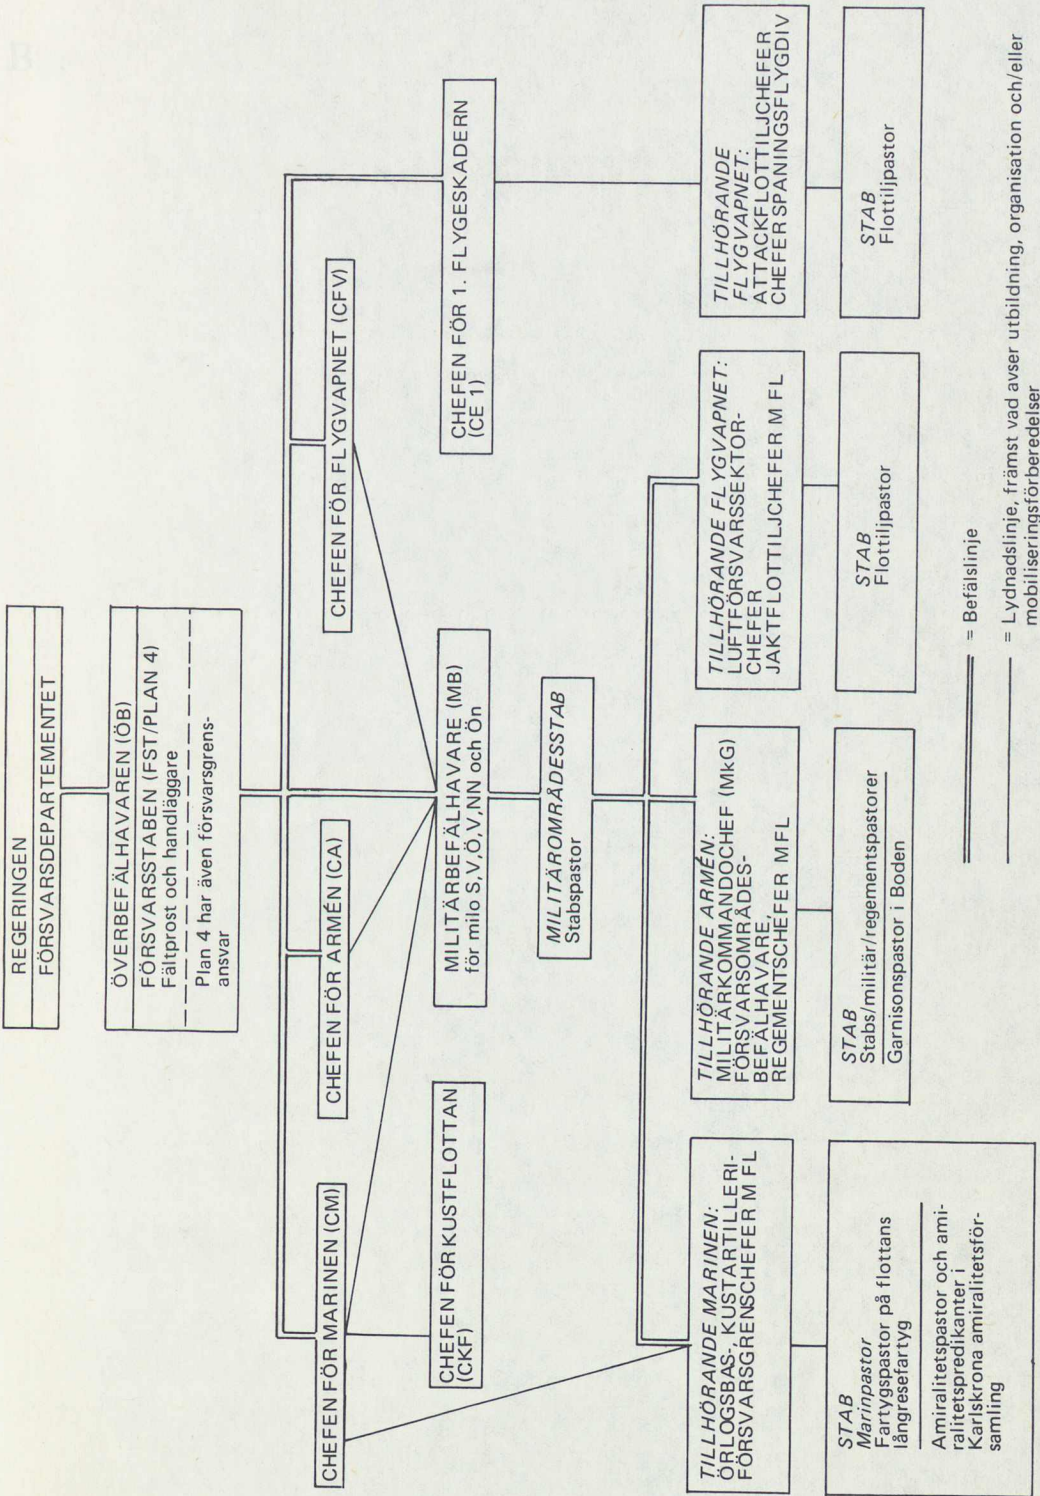 REGERINGEN
FÖRSVARSDEPARTEMENTET
ÖVERBEFÄLHAVAREN (ÖB)
FÖRSVARSSTABEN (FST/PLAN 4)
Fältprost och handläggare
Plan 4 har även försvarsgrens-
ansvar
CHEFEN FÖR MARINEN (CM)
CHEFEN FÖR ARMÉN (CA)
CHEFEN FÖR FLYGVAPNET (CFV)
CHEFEN FÖR KUSTFLOTTAN
(CKF)
MILITÄRBEFÄLHAVARE (MB)
för milo S,V,Ö,V,NN och Ön
CHEFEN FÖR 1. FLYGESKADERN
(CE 1)
MILITÄROMRÅDESSTAB
Stabspastor
TILLHÖRANDE MARINEN:
ÖRLOGSBAS-, KUSTARTILLERI-
FÖRSVARSGRENSCHEFER M FL
TILLHÖRANDE ARMÉN:
MILITÄRKOMMANDOCHEF (MkG)
FÖRSVARSOMRÅDES-
BEFÄLHAVARE,
REGEMENTSCHEFER MFL
TILLHÖRANDE FLYGVAPNET:
LUFTFÖRSVARSSEKTOR-
CHEFER
JAKTFLOTTILJCHEFER M FL
TILLHÖRANDE
FLYGVAPNET:
ATTACKFLOTTILJCHEFER
CHEFER SPANINGSFLYGDIV
STAB
Marinpastor
Fartygspastor på flottans
långresefartyg
Amiralitetspastor och ami-
ralitetspredikanter i
Karlskrona amiralitetsför-
samling
STAB
Stabs/militär/regementspastorer
Garnisonspastor i Boden
STAB
Flottiljpastor
STAB
Flottiljpastor
= Befälslinje
= Lydnadslinje, främst vad avser utbildning, organisation och/eller
mobiliseringsförberedelser